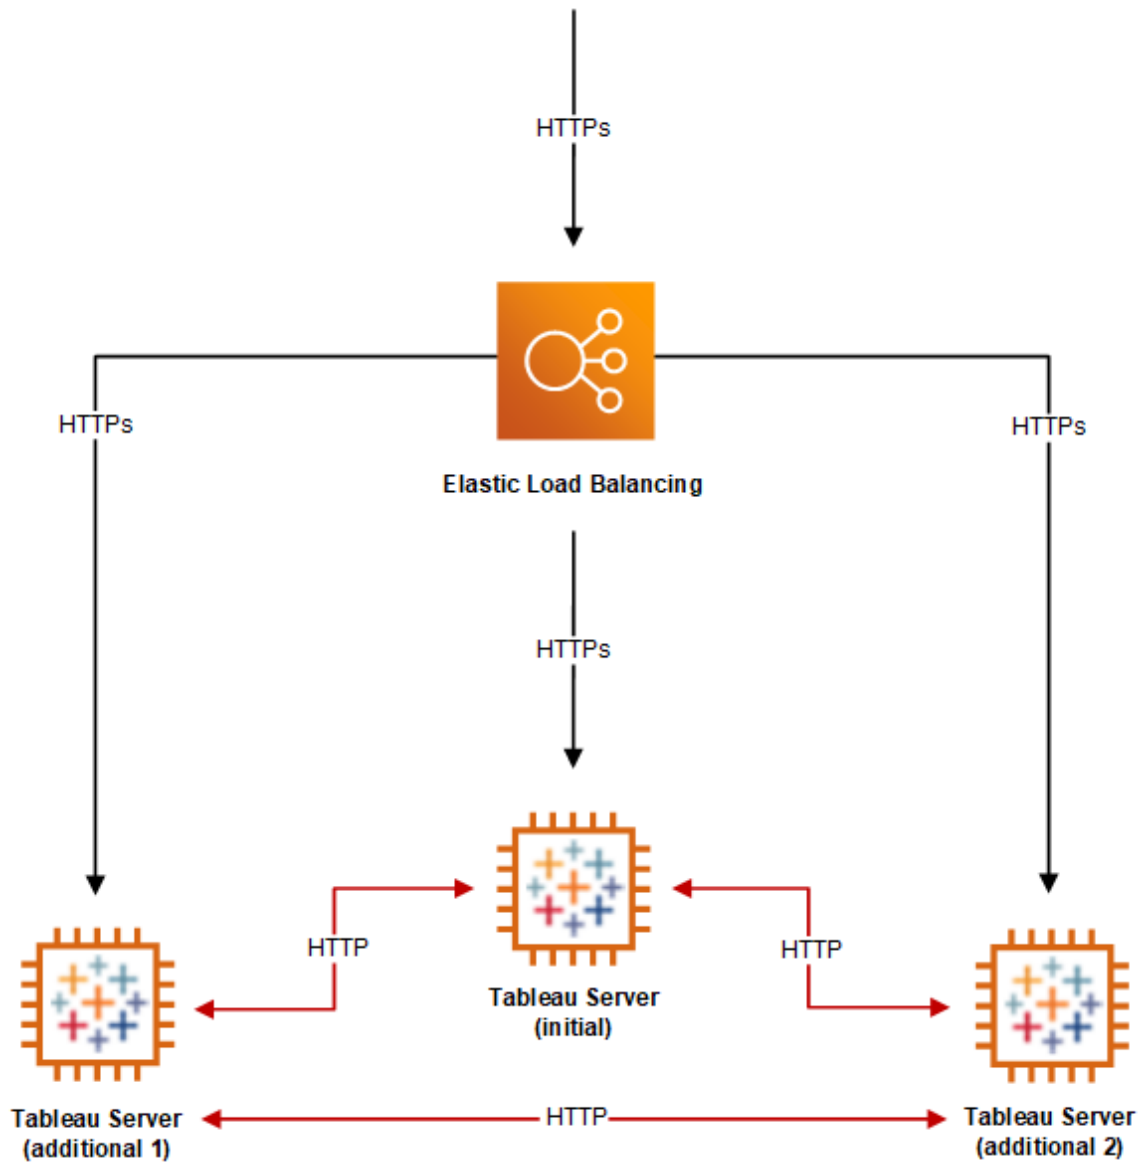 HTTPs
HTTPs
HTTPs
Elastic Load Balancing
HTTPs
HTTP
HTTP
Tableau Server
(initial)
Tableau Server
(additional 1)
HTTP
Tableau Server
(additional 2)